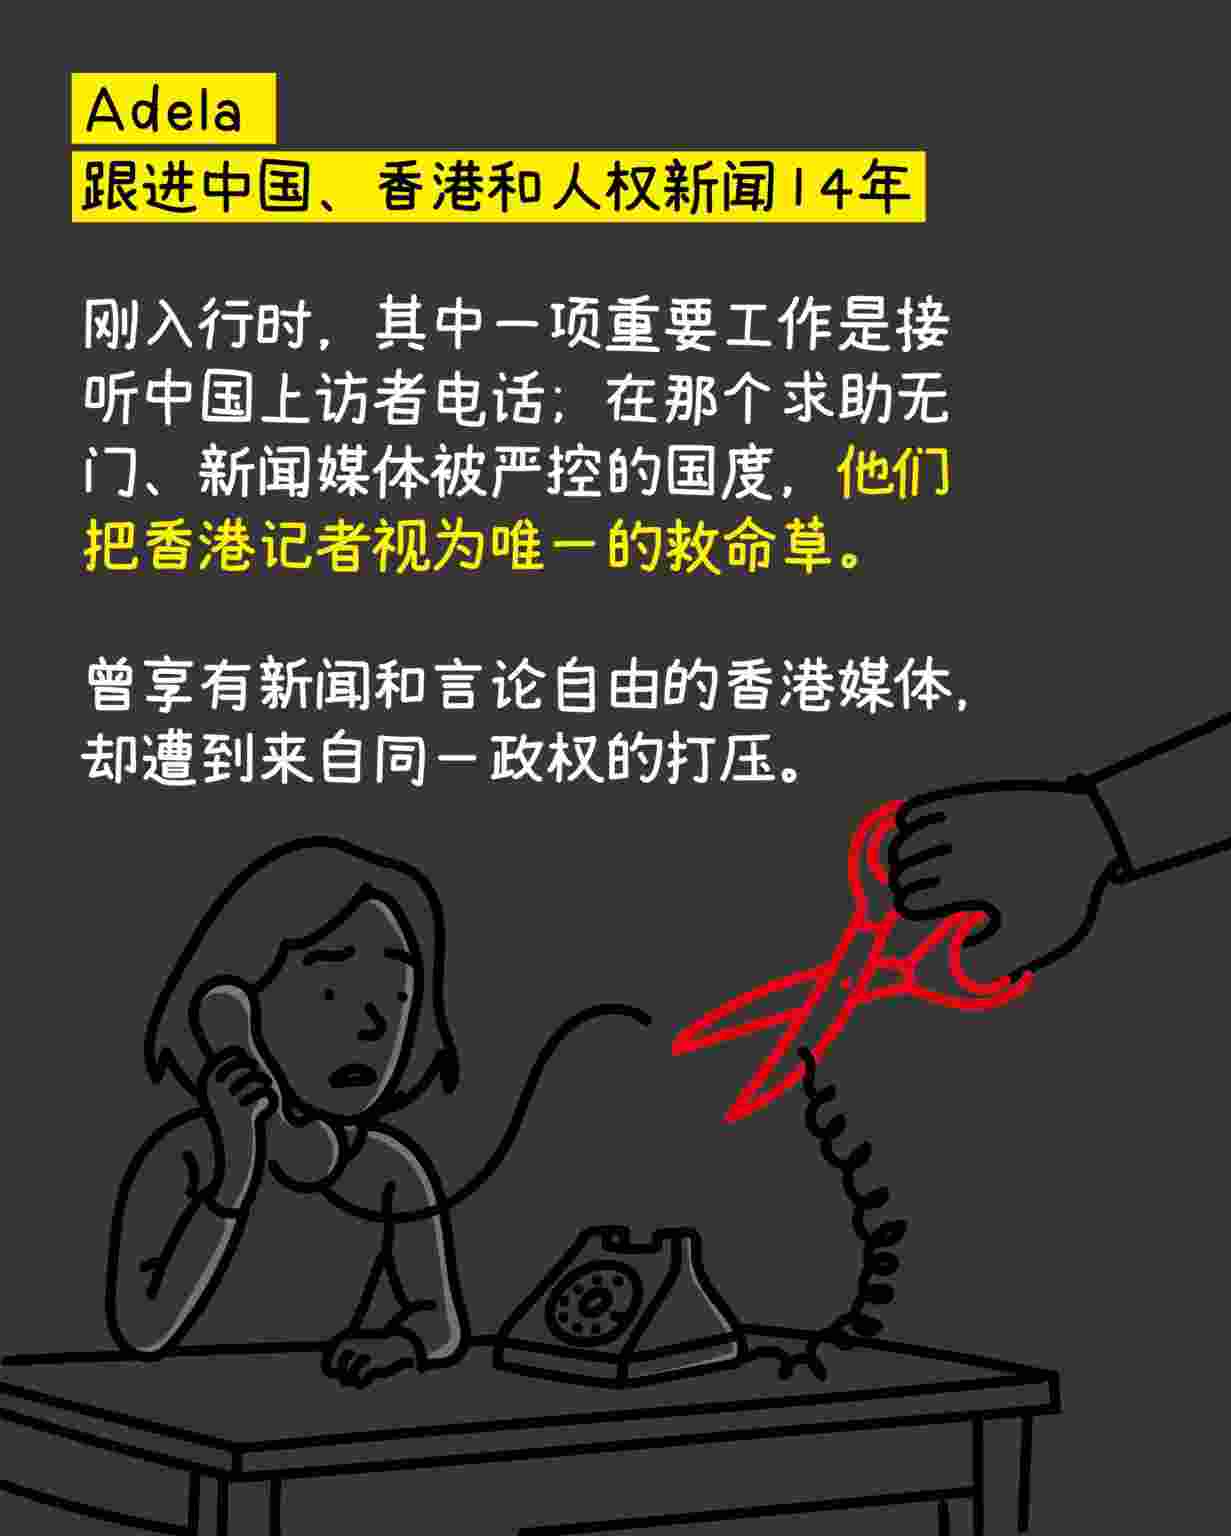 Adela
跟进中国、香港和人权新闻14年
刚入行时，其中一项重要工作是接
听中国上访者电话；在那个求助无
门、新闻媒体被严控的国度，他们
把香港记者视为唯一的救命草。
曾享有新闻和言论自由的香港媒体，
却遭到来自同一政权的打压。